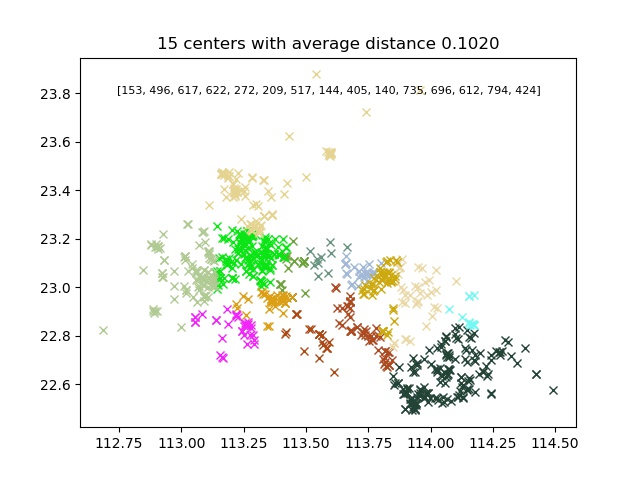 15 centers with average distance 0.1020
[153, 496, 617, 622, 272, 209, 517, 144, 405, 140, 735, 696, 612, 794, 424]
23.8
23.6
23.4
23.2
23.0
22.8
22.6
112.75 113.00 113.25 113.50 113.75 114.00 114.25 114.50